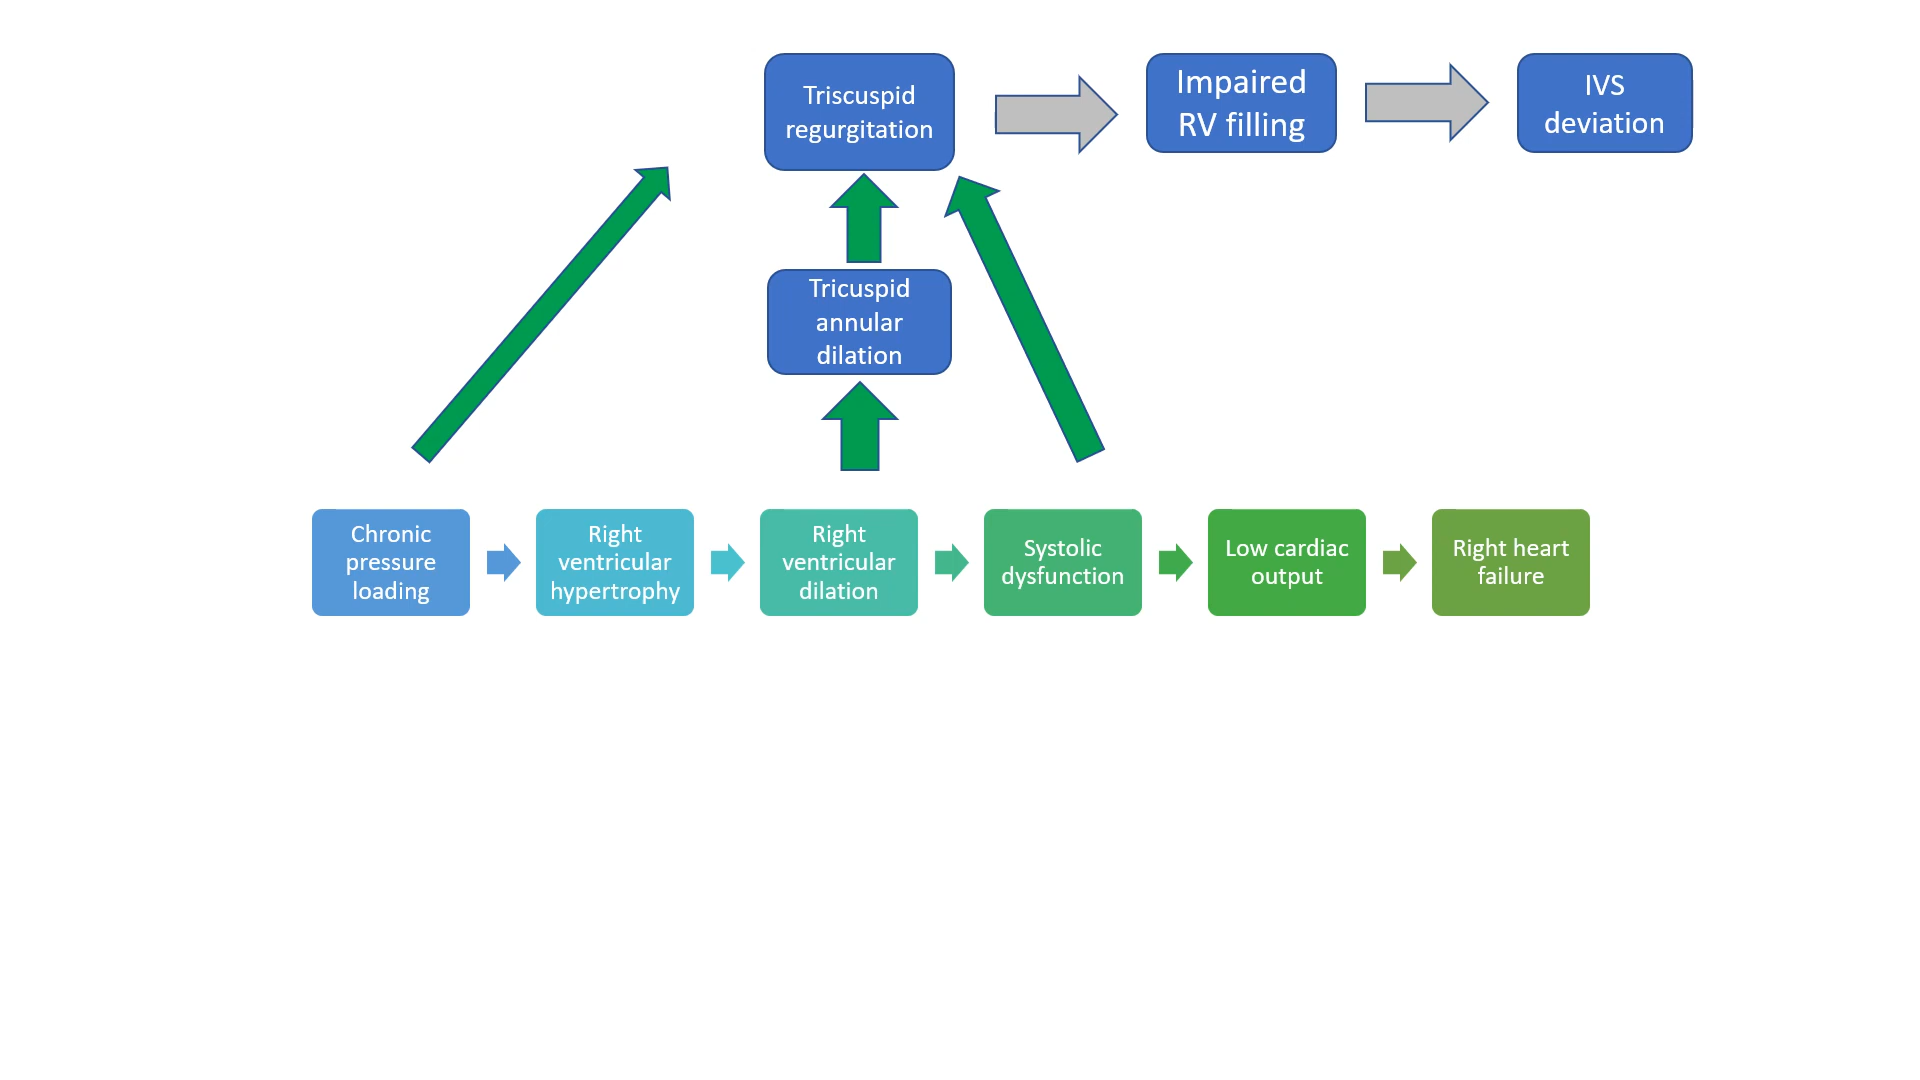 Triscuspid
regurgitation
Impaired
RV filling
IVS
deviation
Tricuspid
annular
dilation
Chronic
pressure
loading
Right
ventricular
hypertrophy
Right
ventricular
dilation
Systolic
dysfunction
Low cardiac
output
Right heart
failure